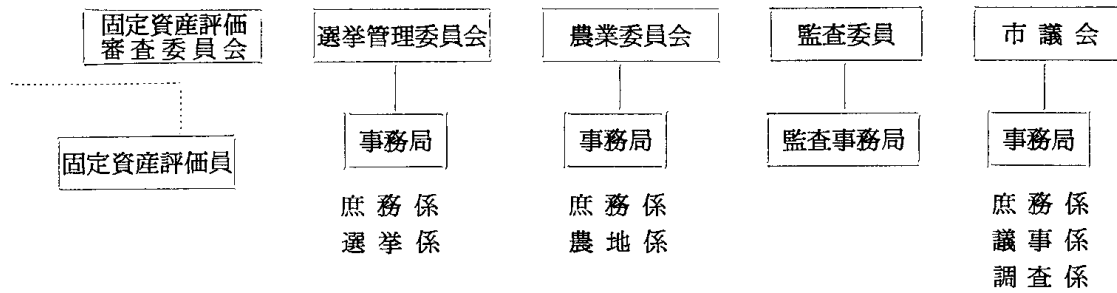 固定資産評価
審査委員会
選挙管理委員会
農業委員会
監査委員
市議会
固定資産評価員
事務局
事務局
監査事務局
事務局
庶務係
選挙係
庶務係
農地係
庶務係
議事係
調査係